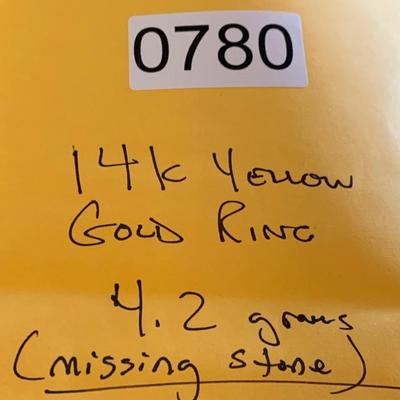 0780
14k Yellow
Gold Ring
4.2 grams
(missing stone)